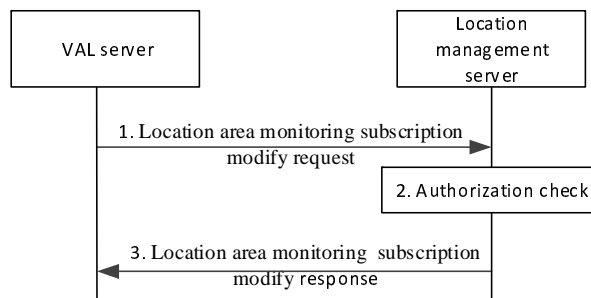 VAL server
Location
management
server
1. Location area monitoring subscription
modify request
2. Authorization check
3. Location area monitoring subscription
modify response